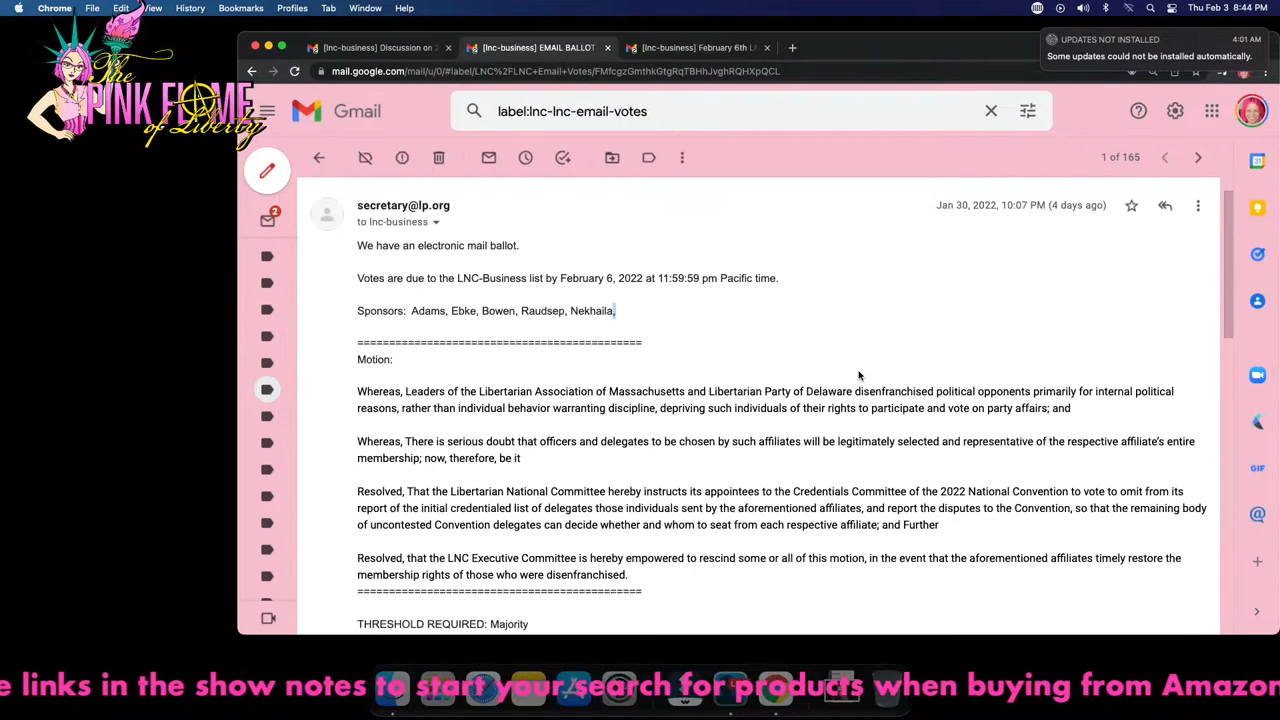 Chrome File Edit View History Bookmarks Profiles Tab Window Help
Thu Feb 3 8:44 PM
The
PINK FLAME
of Liberty
[lnc-business] Discussion on 2
[lnc-business] EMAIL BALLOT
[lnc-business] February 6th LN
UPDATES NOT INSTALLED 4:01 AM
Some updates could not be installed automatically.
mail.google.com/mail/u/0/#label/LNC%2FLNC+Email+Votes/FMfcgzGmthkGtgRqTBHhJvghRQHXpQCL
Gmail
label:lnc-lnc-email-votes
1 of 165
2
secretary@lp.org
Jan 30, 2022, 10:07 PM (4 days ago)
to lnc-business
We have an electronic mail ballot.
Votes are due to the LNC-Business list by February 6, 2022 at 11:59:59 pm Pacific time.
Sponsors: Adams, Ebke, Bowen, Raudsep, Nekhaila,
============================================
Motion:
Whereas, Leaders of the Libertarian Association of Massachusetts and Libertarian Party of Delaware disenfranchised political opponents primarily for internal political
reasons, rather than individual behavior warranting discipline, depriving such individuals of their rights to participate and vote on party affairs; and
Whereas, There is serious doubt that officers and delegates to be chosen by such affiliates will be legitimately selected and representative of the respective affiliate's entire
membership; now, therefore, be it
Resolved, That the Libertarian National Committee hereby instructs its appointees to the Credentials Committee of the 2022 National Convention to vote to omit from its
report of the initial credentialed list of delegates those individuals sent by the aforementioned affiliates, and report the disputes to the Convention, so that the remaining body
of uncontested Convention delegates can decide whether and whom to seat from each respective affiliate; and Further
Resolved, that the LNC Executive Committee is hereby empowered to rescind some or all of this motion, in the event that the aforementioned affiliates timely restore the
membership rights of those who were disenfranchised.
============================================
THRESHOLD REQUIRED: Majority
GIF
e links in the show notes to start your search for products when buying from Amazon